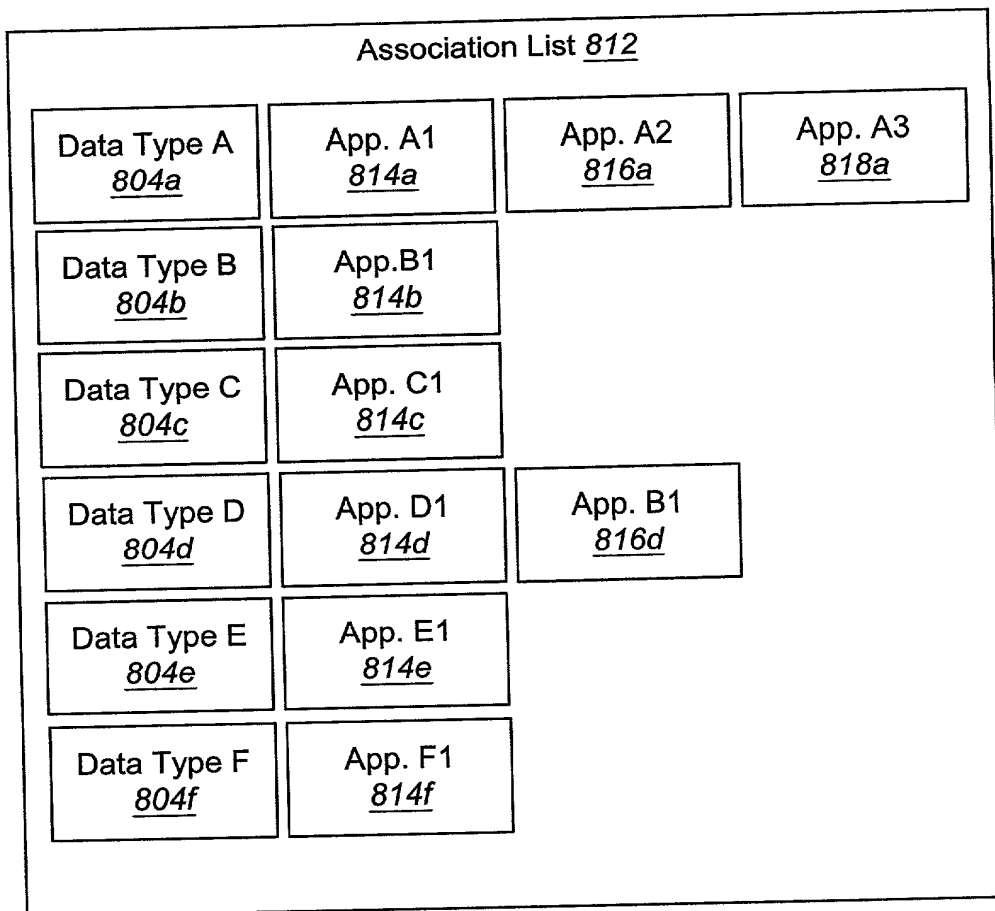 Association List 812
Data Type A
804a
App. A1
814a
App. A2
816a
App. A3
818a
Data Type B
804b
App.B1
814b
Data Type C
804c
App. C1
814c
Data Type D
804d
App. D1
814d
App. B1
816d
Data Type E
804e
App. E1
814e
Data Type F
804f
App. F1
814f